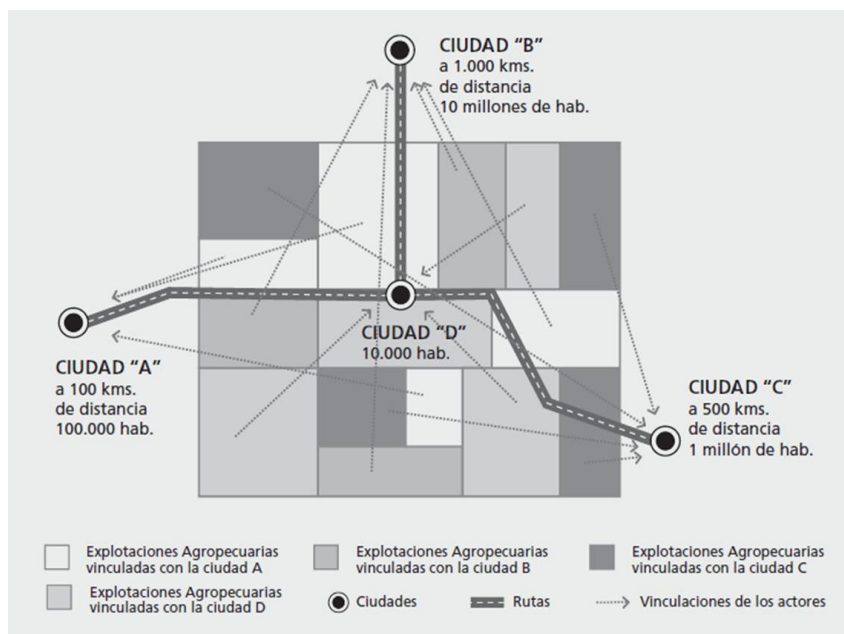 CIUDAD "B"
a 1.000 kms.
de distancia
10 millones de hab.
CIUDAD "D"
10.000 hab.
CIUDAD "A"
a 100 kms.
de distancia
100.000 hab.
CIUDAD "C"
a 500 kms.
de distancia
1 millón de hab.
Explotaciones Agropecuarias
vinculadas con la ciudad A
Explotaciones Agropecuarias
vinculadas con la ciudad B
Explotaciones Agropecuarias
vinculadas con la ciudad C
Explotaciones Agropecuarias
vinculadas con la ciudad D
Ciudades
Rutas
Vinculaciones de los actores